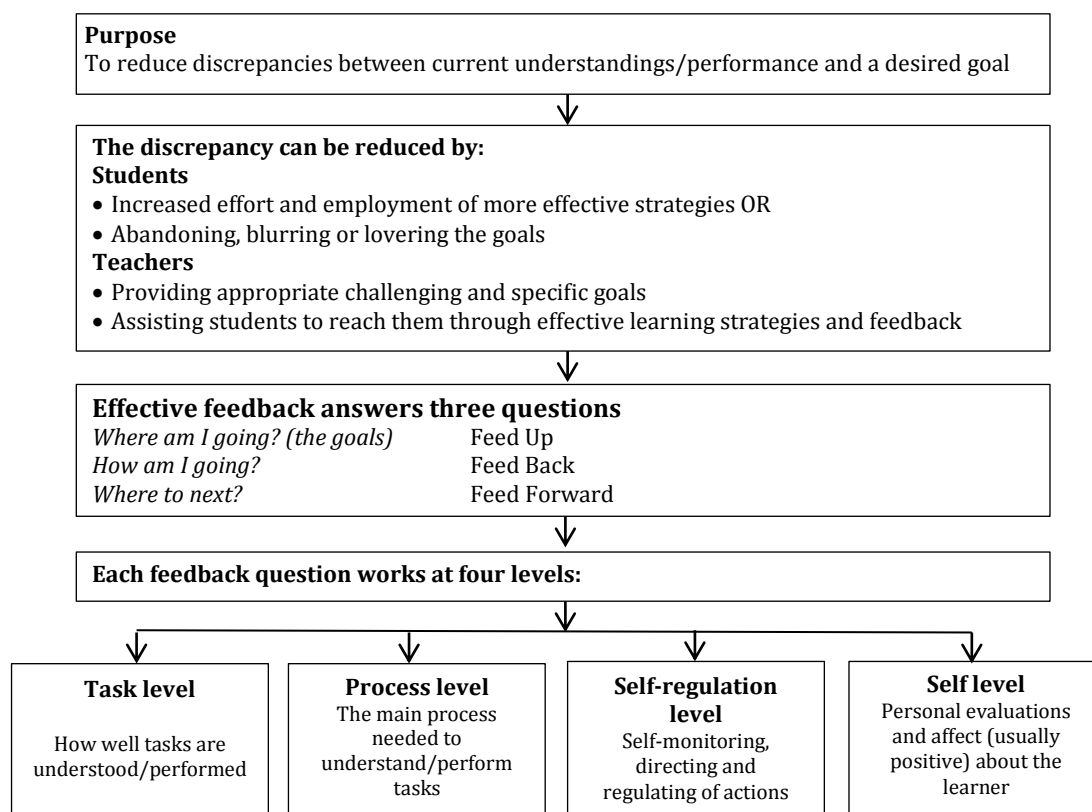 Purpose
To reduce discrepancies between current understandings/performance and a desired goal
The discrepancy can be reduced by:
Students
• Increased effort and employment of more effective strategies OR
• Abandoning, blurring or lovering the goals
Teachers
• Providing appropriate challenging and specific goals
• Assisting students to reach them through effective learning strategies and feedback
Effective feedback answers three questions
Where am I going? (the goals) Feed Up
How am I going? Feed Back
Where to next? Feed Forward
Each feedback question works at four levels:
Task level
How well tasks are
understood/performed
Process level
The main process
needed to
understand/perform
tasks
Self-regulation
level
Self-monitoring,
directing and
regulating of actions
Self level
Personal evaluations
and affect (usually
positive) about the
learner